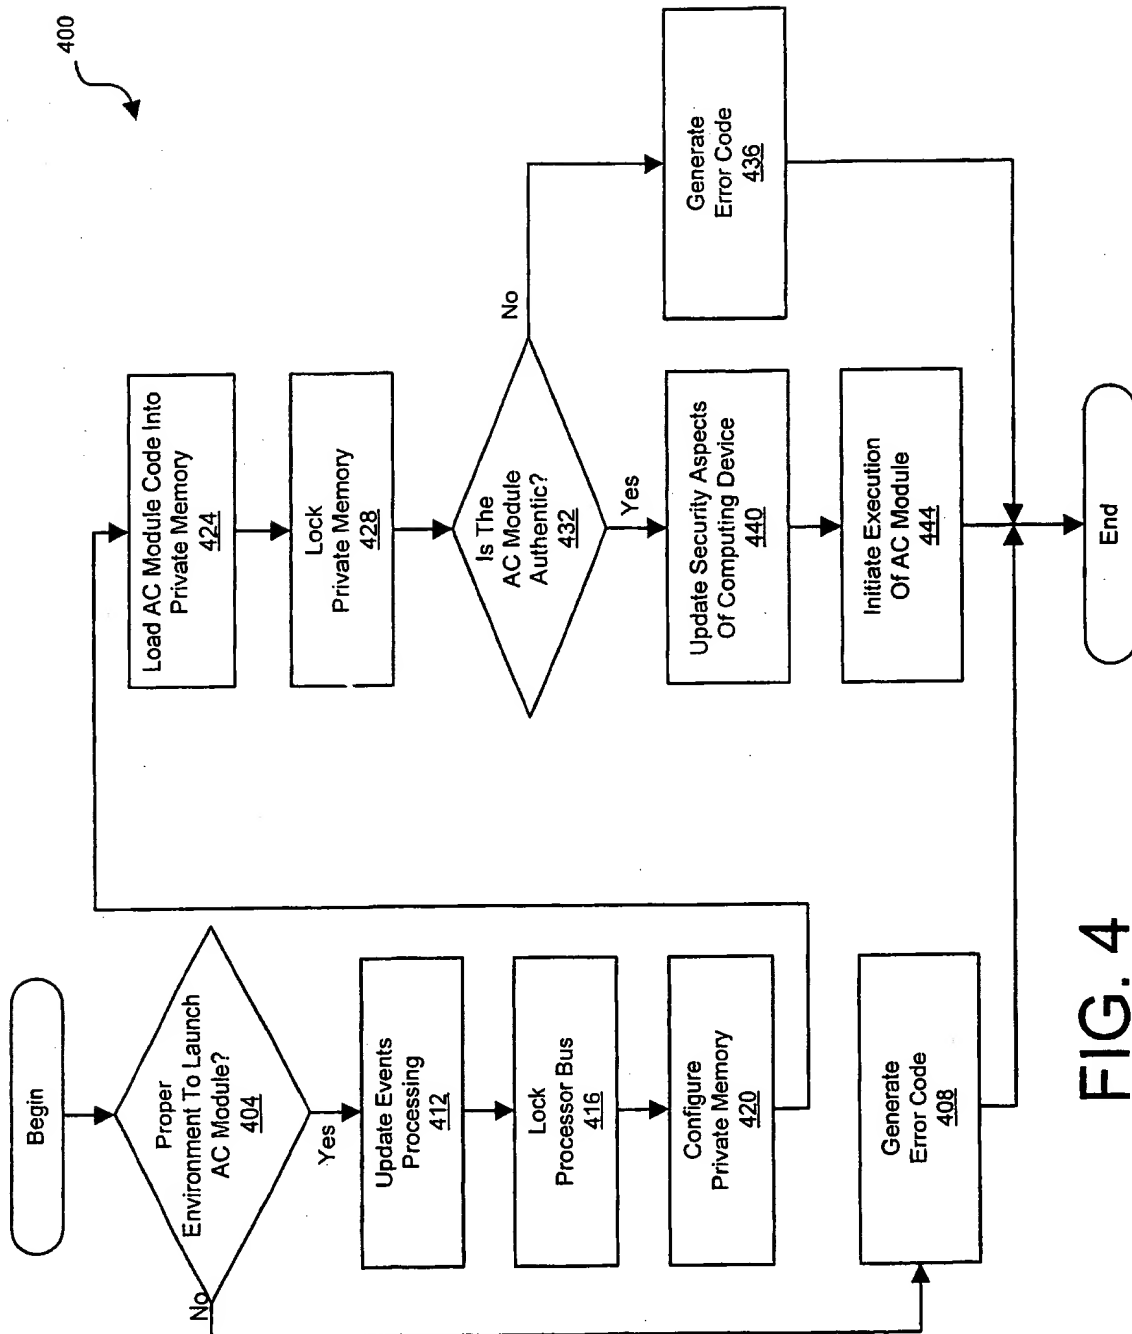 400
Begin
Proper
Environment To Launch
AC Module?
404
No
Yes
Update Events
Processing
412
Lock
Processor Bus
416
Configure
Private Memory
420
Generate
Error Code
408
Load AC Module Code Into
Private Memory
424
Lock
Private Memory
428
Is The
AC Module
Authentic?
432
No
Yes
Generate
Error Code
436
Update Security Aspects
Of Computing Device
440
Initiate Execution
Of AC Module
444
End
FIG. 4